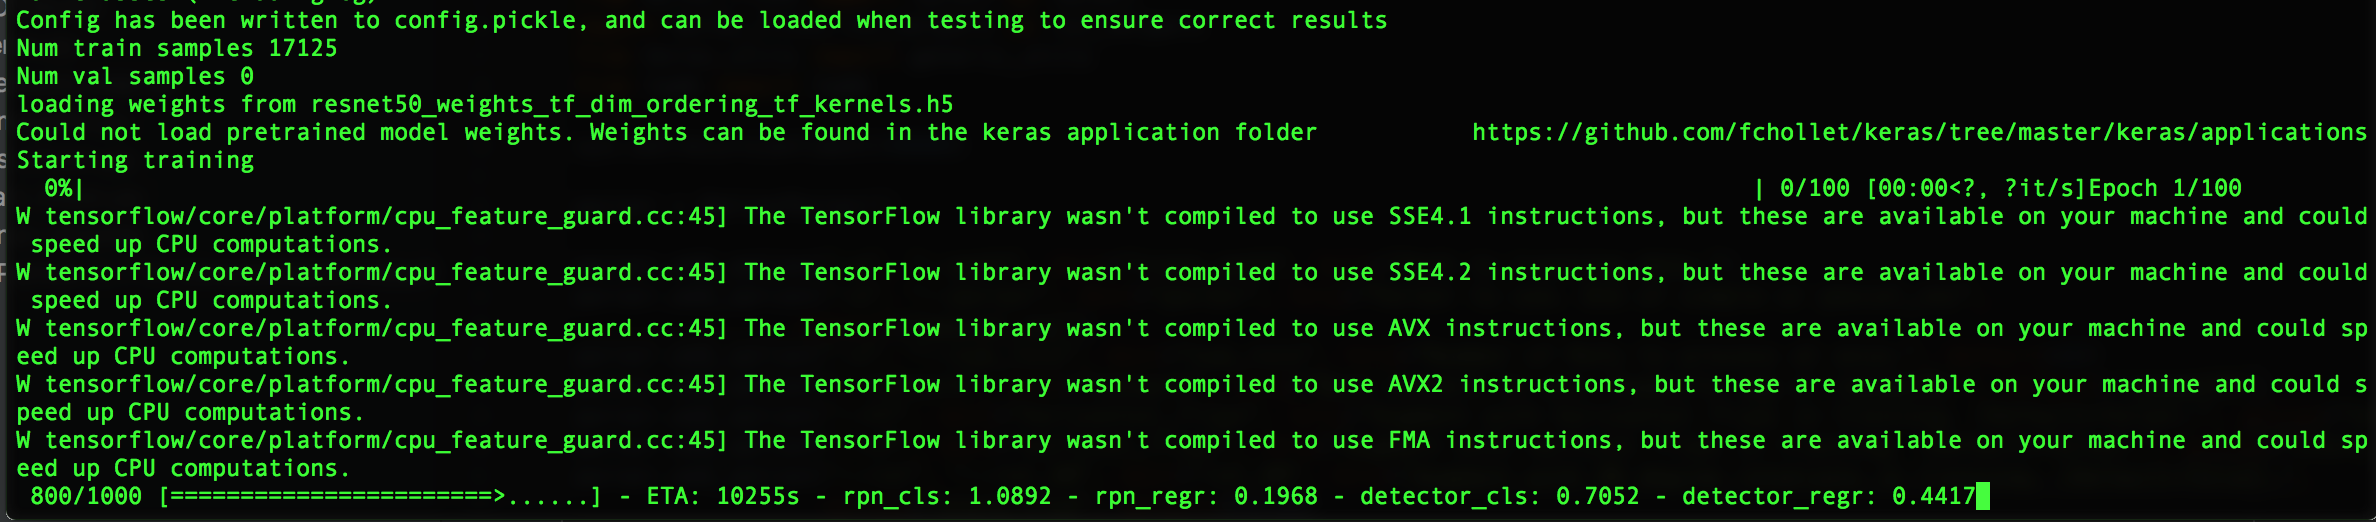 Config has been written to config.pickle, and can be loaded when testing to ensure correct results
Num train samples 17125
Num val samples 0
loading weights from resnet50_weights_tf_dim_ordering_tf_kernels.h5
Could not load pretrained model weights. Weights can be found in the keras application folder https://github.com/fchollet/keras/tree/master/keras/applications
Starting training
0%| | 0/100 [00:00<?, ?it/s]Epoch 1/100
W tensorflow/core/platform/cpu_feature_guard.cc:45] The TensorFlow library wasn't compiled to use SSE4.1 instructions, but these are available on your machine and could
speed up CPU computations.
W tensorflow/core/platform/cpu_feature_guard.cc:45] The TensorFlow library wasn't compiled to use SSE4.2 instructions, but these are available on your machine and could
speed up CPU computations.
W tensorflow/core/platform/cpu_feature_guard.cc:45] The TensorFlow library wasn't compiled to use AVX instructions, but these are available on your machine and could sp
eed up CPU computations.
W tensorflow/core/platform/cpu_feature_guard.cc:45] The TensorFlow library wasn't compiled to use AVX2 instructions, but these are available on your machine and could s
peed up CPU computations.
W tensorflow/core/platform/cpu_feature_guard.cc:45] The TensorFlow library wasn't compiled to use FMA instructions, but these are available on your machine and could sp
eed up CPU computations.
800/1000 [=======================>......] - ETA: 10255s - rpn_cls: 1.0892 - rpn_regr: 0.1968 - detector_cls: 0.7052 - detector_regr: 0.4417